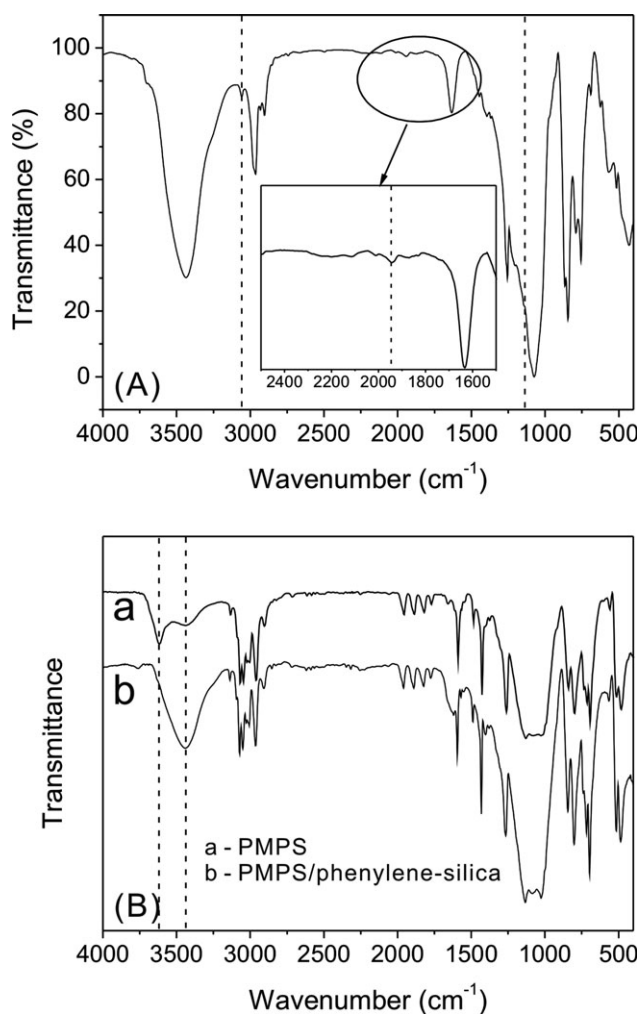 100
80
60
40
20
0
Transmittance (%)
2400 2200 2000 1800 1600
(A)
4000 3500 3000 2500 2000 1500 1000 500
Wavenumber (cm⁻¹)
a
b
Transmittance
a - PMPS
b - PMPS/phenylene-silica
(B)
4000 3500 3000 2500 2000 1500 1000 500
Wavenumber (cm⁻¹)